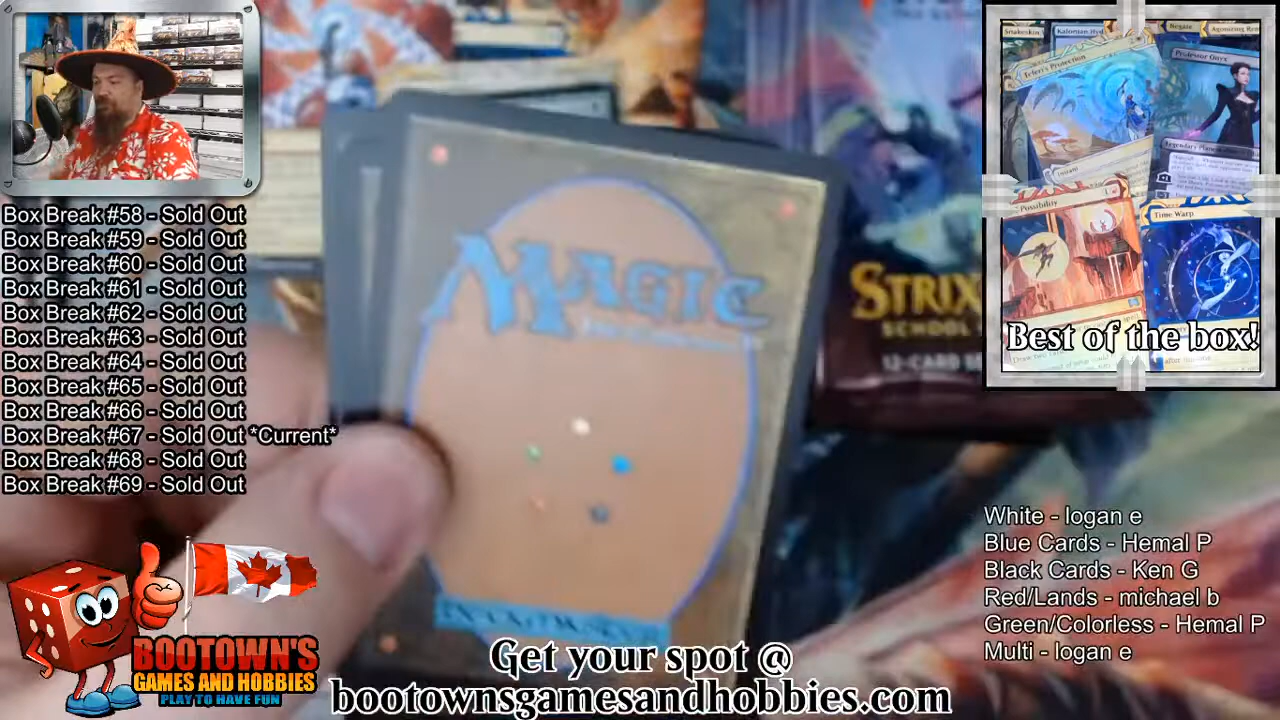 Box Break #58 - Sold Out
Box Break #59 - Sold Out
Box Break #60 - Sold Out
Box Break #61 - Sold Out
Box Break #62 - Sold Out
Box Break #63 - Sold Out
Box Break #64 - Sold Out
Box Break #65 - Sold Out
Box Break #66 - Sold Out
Box Break #67 - Sold Out *Current*
Box Break #68 - Sold Out
Box Break #69 - Sold Out
BOOTOWN'S
GAMES AND HOBBIES
PLAY TO HAVE FUN
MAGIC
STRIX
SCHOOL
12-CARD
Negate
Teferi's Protection
Professor Onyx
Instant
Legendary
Possibility
Time Warp
Best of the box!
White - logan e
Blue Cards - Hemal P
Black Cards - Ken G
Red/Lands - michael b
Green/Colorless - Hemal P
Multi - logan e
Get your spot @
bootownsgamesandhobbies.com